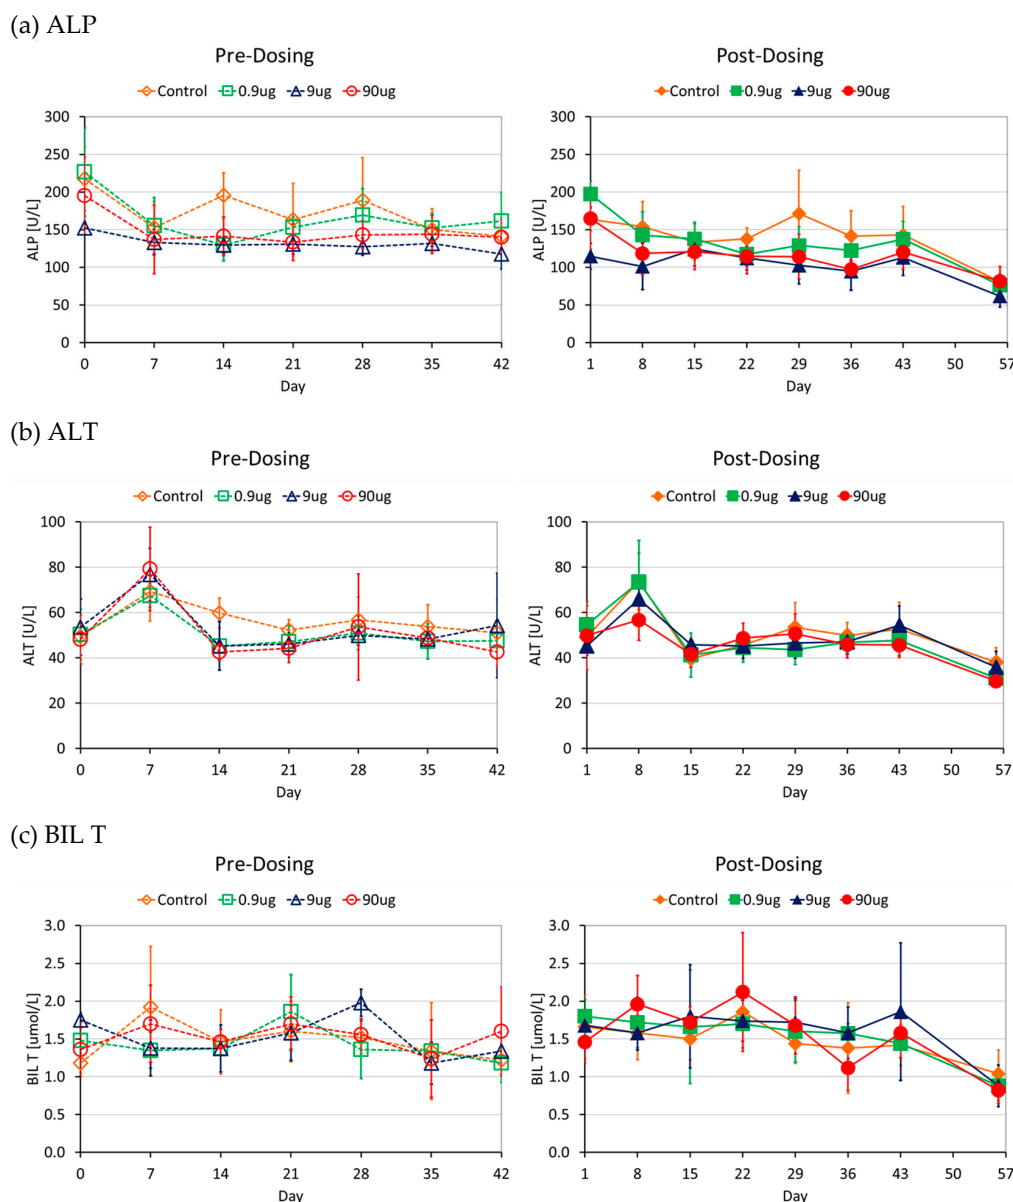 (a) ALP
Pre-Dosing
Control 0.9ug 9ug 90ug
300
250
200
150
100
50
0
ALP [U/L]
0 7 14 21 28 35 42
Day
Post-Dosing
Control 0.9ug 9ug 90ug
300
250
200
150
100
50
0
ALP [U/L]
1 8 15 22 29 36 43 50 57
Day
(b) ALT
Pre-Dosing
Control 0.9ug 9ug 90ug
100
80
60
40
20
0
ALT [U/L]
0 7 14 21 28 35 42
Day
Post-Dosing
Control 0.9ug 9ug 90ug
100
80
60
40
20
0
ALT [U/L]
1 8 15 22 29 36 43 50 57
Day
(c) BIL T
Pre-Dosing
Control 0.9ug 9ug 90ug
3.0
2.5
2.0
1.5
1.0
0.5
0.0
BIL T [umol/L]
0 7 14 21 28 35 42
Day
Post-Dosing
Control 0.9ug 9ug 90ug
3.0
2.5
2.0
1.5
1.0
0.5
0.0
BIL T [umol/L]
1 8 15 22 29 36 43 50 57
Day